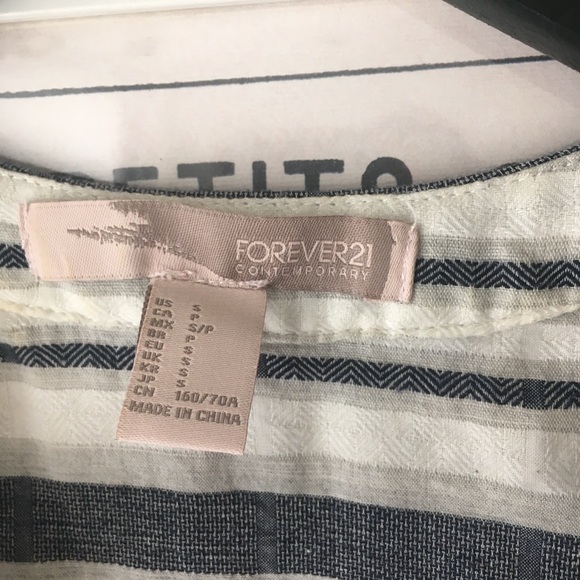 FOREVER21
CONTEMPORARY
US S
CA P
MX S/P
BR P
EU S
UK S
KR S
JP S
CN 160/70A
MADE IN CHINA